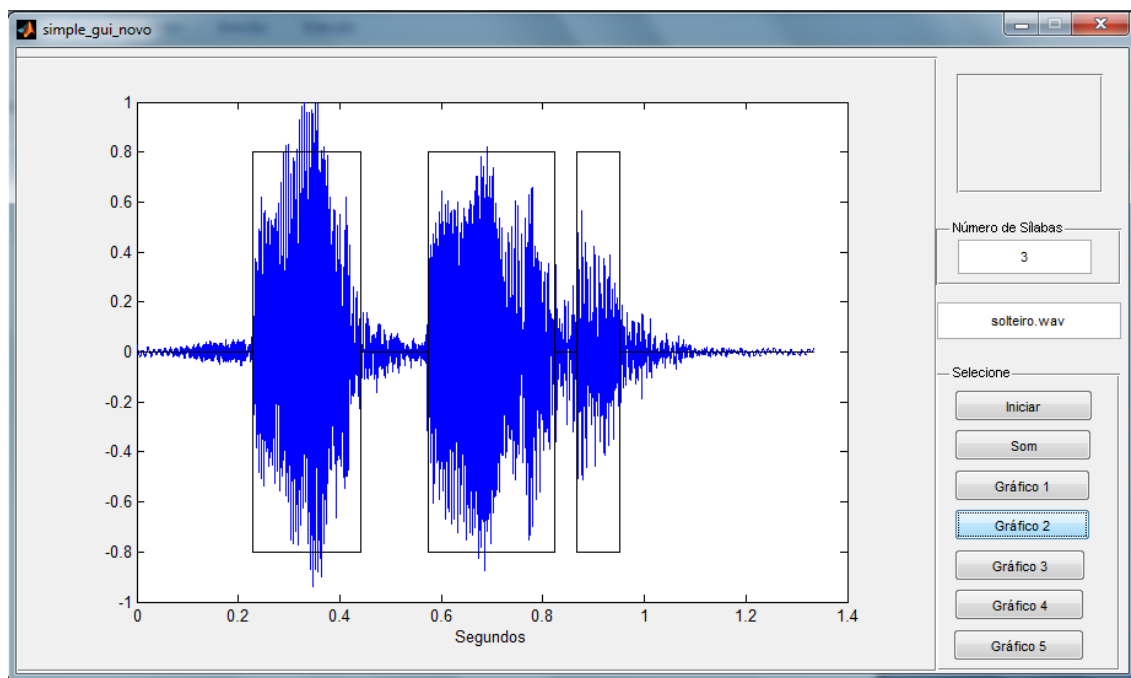 simple_gui_novo
1
0.8
0.6
0.4
0.2
0
-0.2
-0.4
-0.6
-0.8
-1
0 0.2 0.4 0.6 0.8 1 1.2 1.4
Segundos
Número de Sílabas
3
solteiro.wav
Selecione
Iniciar
Som
Gráfico 1
Gráfico 2
Gráfico 3
Gráfico 4
Gráfico 5